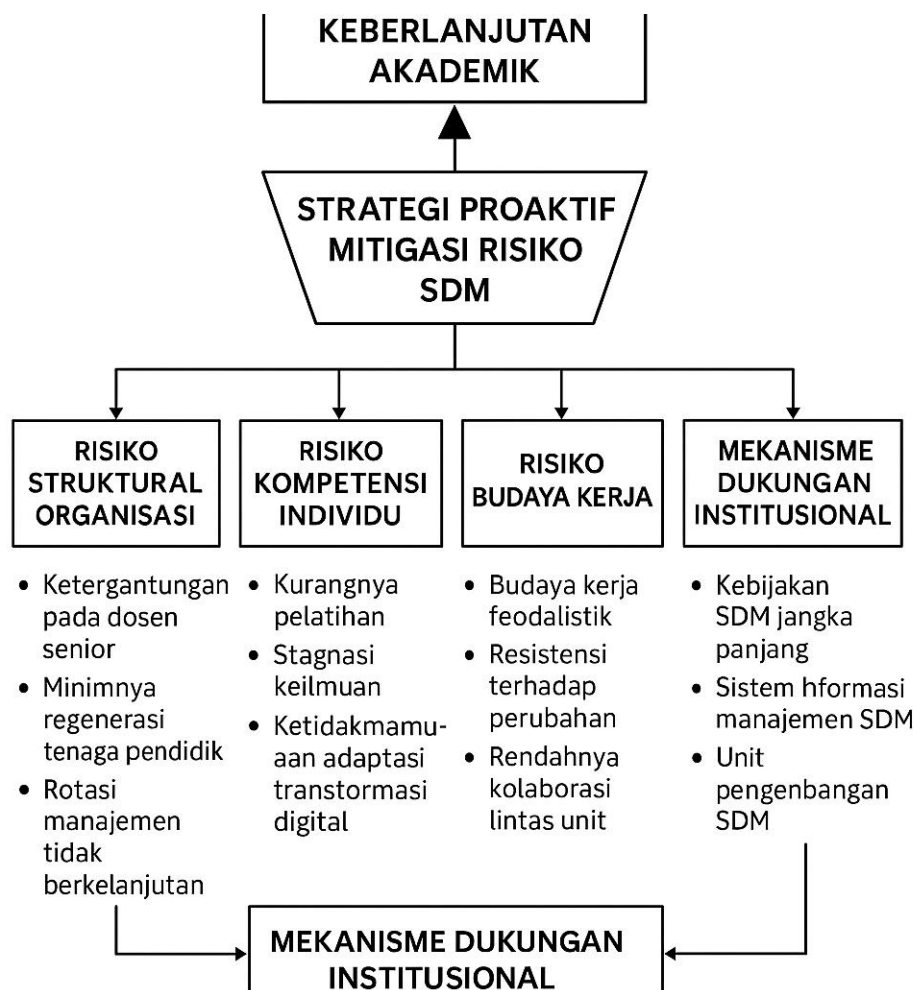 KEBERLANJUTAN
AKADEMIK
STRATEGI PROAKTIF
MITIGASI RISIKO
SDM
RISIKO
STRUKTURAL
ORGANISASI
RISIKO
KOMPETENSI
INDIVIDU
RISIKO
BUDAYA KERJA
MEKANISME
DUKUNGAN
INSTITUSIONAL
• Ketergantungan
pada dosen
senior
• Minimnya
regenerasi
tenaga pendidik
• Rotasi
manajemen
tidak
berkelanjutan
• Kurangnya
pelatihan
• Stagnasi
keilmuan
• Ketidakmamu-
aan adaptasi
transtormasi
digital
• Budaya kerja
feodalistik
• Resistensi
terhadap
perubahan
• Rendahnya
kolaborasi
lintas unit
• Kebijakan
SDM jangka
panjang
• Sistem hformasi
manajemen SDM
• Unit
pengenbangan
SDM
MEKANISME DUKUNGAN
INSTITUSIONAL